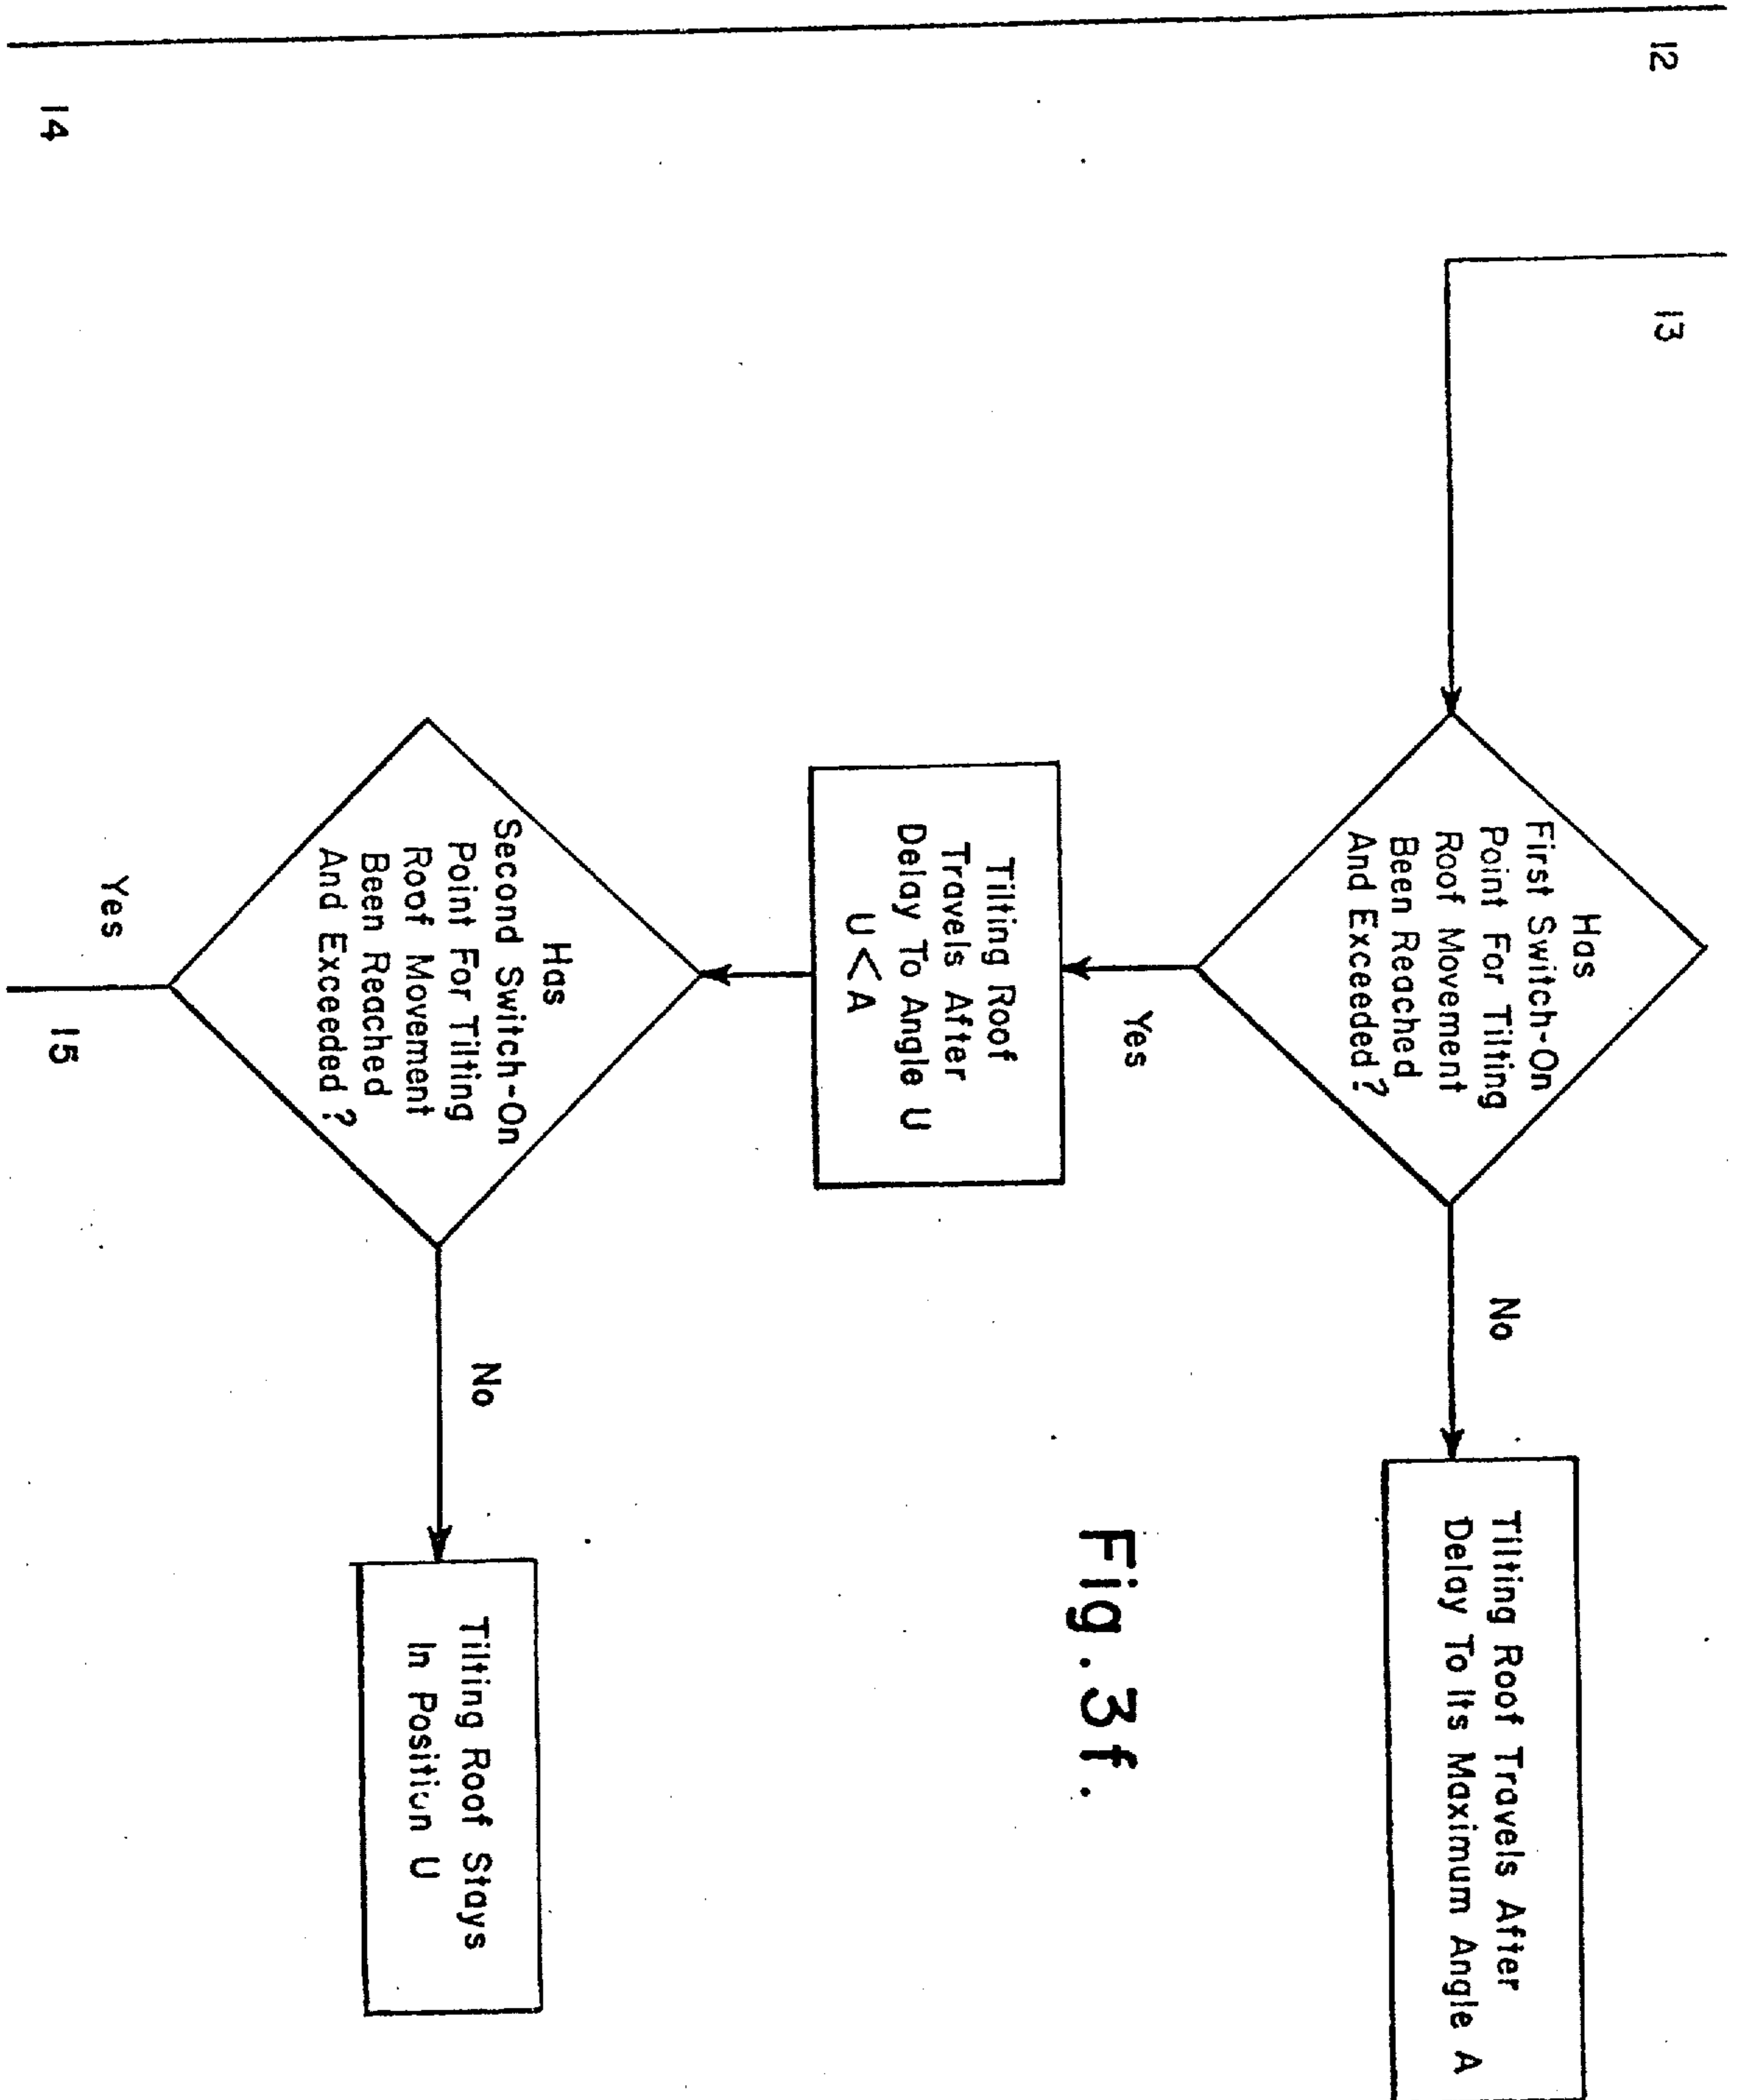 12
13
Has
First Switch-On
Point For Tilting
Roof Movement
Been Reached
And Exceeded?
No
Tilting Roof Travels After
Delay To Its Maximum Angle A
Yes
Tilting Roof
Travels After
Delay To Angle U
U<A
Fig. 3f.
Has
Second Switch-On
Point For Tilting
Roof Movement
Been Reached
And Exceeded?
No
Tilting Roof Stays
In Position U
Yes
14
15